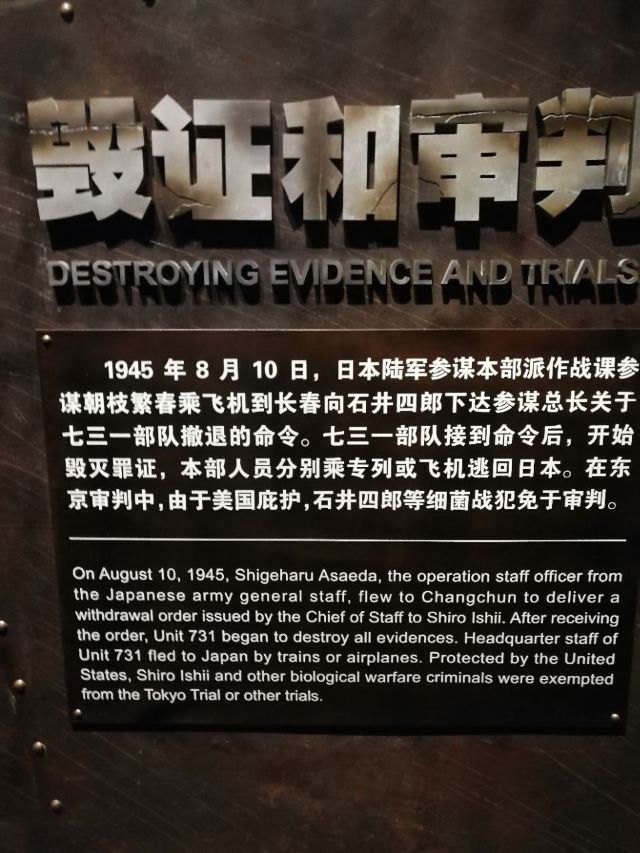 毁证和审判
DESTROYING EVIDENCE AND TRIALS
1945 年 8 月 10 日，日本陆军参谋本部派作战课参
谋朝枝繁春乘飞机到长春向石井四郎下达参谋总长关于
七三一部队撤退的命令。七三一部队接到命令后，开始
毁灭罪证，本部人员分别乘专列或飞机逃回日本。在东
京审判中，由于美国庇护，石井四郎等细菌战犯免于审判。
On August 10, 1945, Shigeharu Asaeda, the operation staff officer from
the Japanese army general staff, flew to Changchun to deliver a
withdrawal order issued by the Chief of Staff to Shiro Ishii. After receiving
the order, Unit 731 began to destroy all evidences. Headquarter staff of
Unit 731 fled to Japan by trains or airplanes. Protected by the United
States, Shiro Ishii and other biological warfare criminals were exempted
from the Tokyo Trial or other trials.